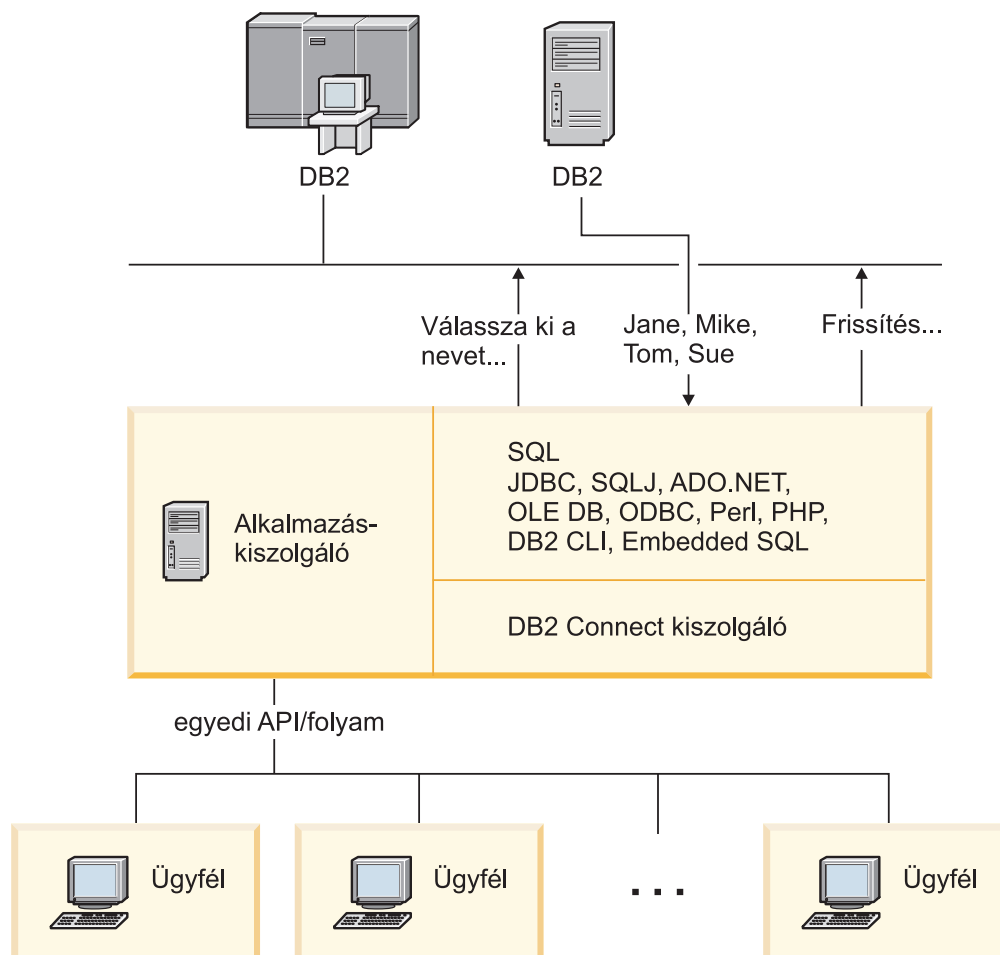 DB2
DB2
Válassza ki a
nevet...
Jane, Mike,
Tom, Sue
Frissítés...
Alkalmazás-
kiszolgáló
SQL
JDBC, SQLJ, ADO.NET,
OLE DB, ODBC, Perl, PHP,
DB2 CLI, Embedded SQL
DB2 Connect kiszolgáló
egyedi API/folyam
Ügyfél
Ügyfél
...
Ügyfél